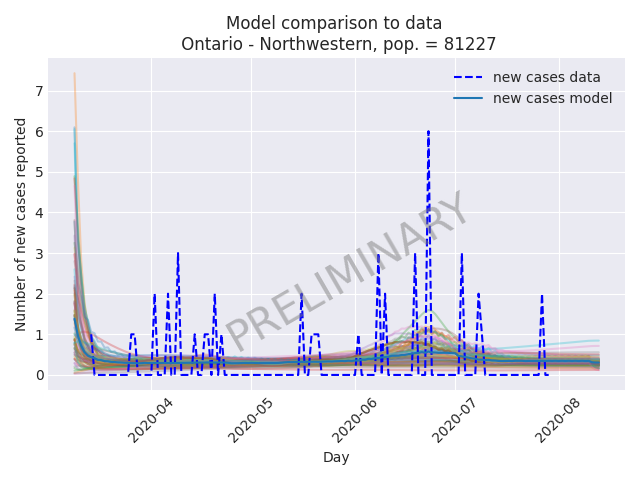 Model comparison to data
Ontario - Northwestern, pop. = 81227
new cases data
new cases model
Number of new cases reported
7
6
5
4
3
2
1
0
PRELIMINARY
2020-04
2020-05
2020-06
2020-07
2020-08
Day